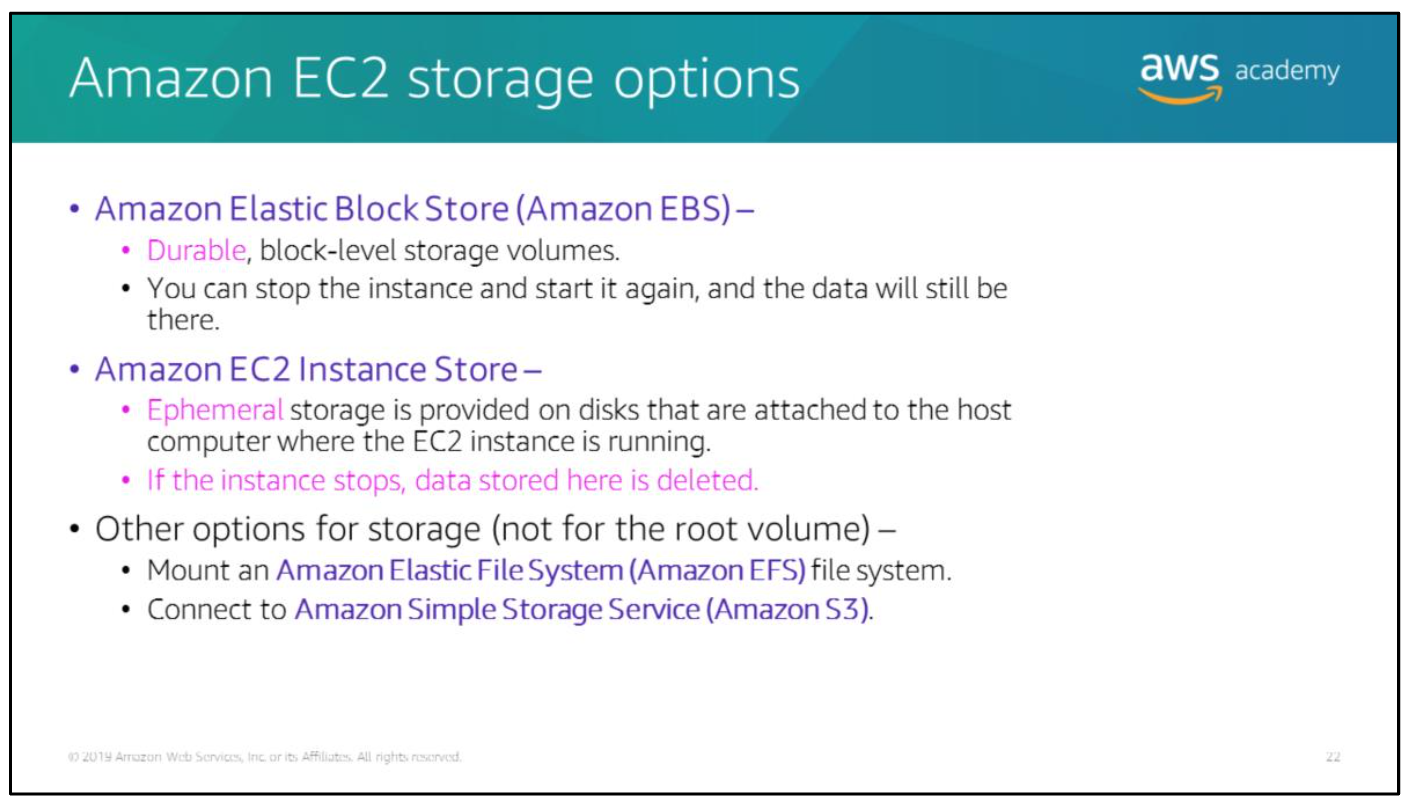 Amazon EC2 storage options
aws academy
• Amazon Elastic Block Store (Amazon EBS) –
• Durable, block-level storage volumes.
• You can stop the instance and start it again, and the data will still be
there.
• Amazon EC2 Instance Store –
• Ephemeral storage is provided on disks that are attached to the host
computer where the EC2 instance is running.
• If the instance stops, data stored here is deleted.
• Other options for storage (not for the root volume) –
• Mount an Amazon Elastic File System (Amazon EFS) file system.
• Connect to Amazon Simple Storage Service (Amazon S3).
© 2019 Amazon Web Services, Inc. or its Affiliates. All rights reserved.
22